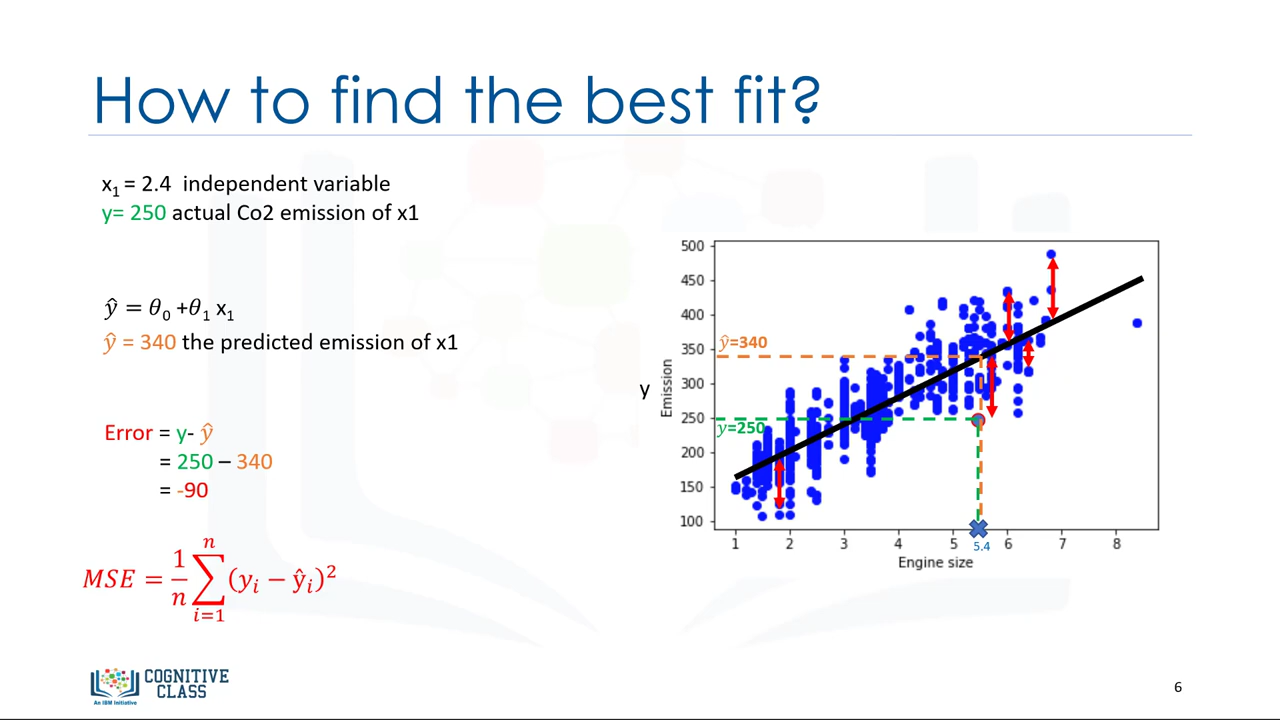 How to find the best fit?
x₁ = 2.4 independent variable
y= 250 actual Co2 emission of x1
ŷ = θ₀ +θ₁ x₁
ŷ = 340 the predicted emission of x1
Error = y- ŷ
= 250 – 340
= -90
MSE = 1/n ∑ⁿᵢ₌₁ (yᵢ − ŷᵢ)²
500
450
400
350
300
250
200
150
100
ŷ=340
y=250
y
Emission
1 2 3 4 5 6 7 8
5.4
Engine size
COGNITIVE
CLASS
An IBM Initiative
6